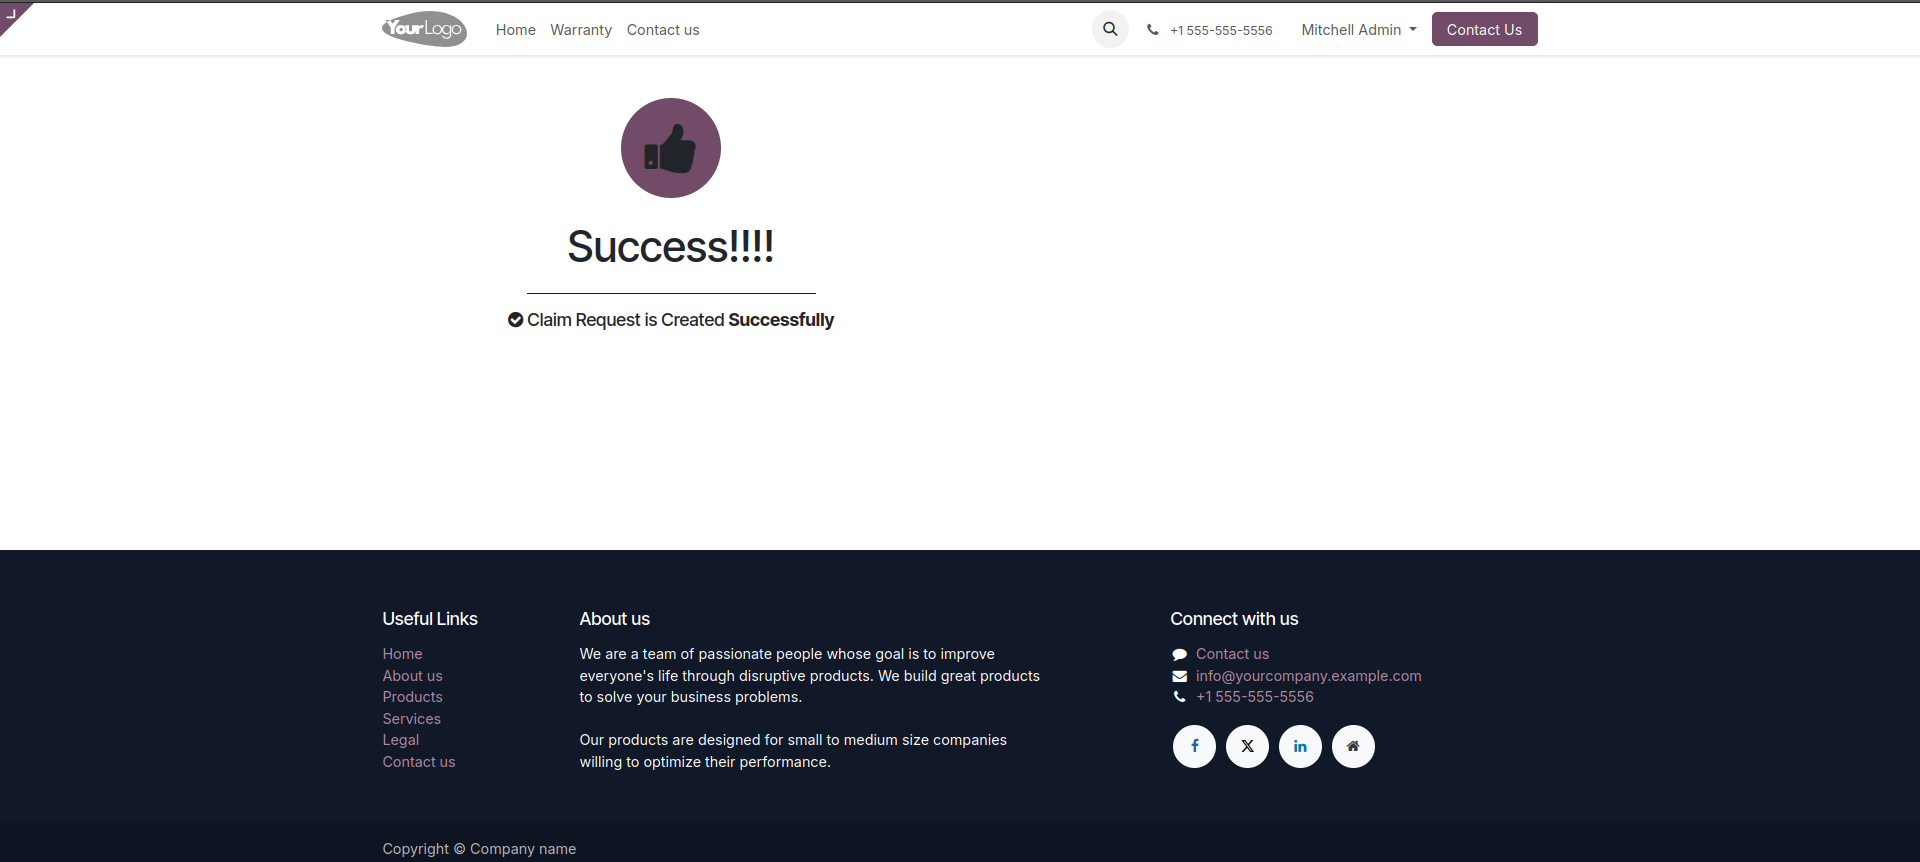 YourLogo
Home Warranty Contact us
+1 555-555-5556
Mitchell Admin
Contact Us
Success!!!!
Claim Request is Created Successfully
Useful Links
Home
About us
Products
Services
Legal
Contact us
About us
We are a team of passionate people whose goal is to improve
everyone's life through disruptive products. We build great products
to solve your business problems.
Our products are designed for small to medium size companies
willing to optimize their performance.
Connect with us
Contact us
info@yourcompany.example.com
+1 555-555-5556
Copyright © Company name